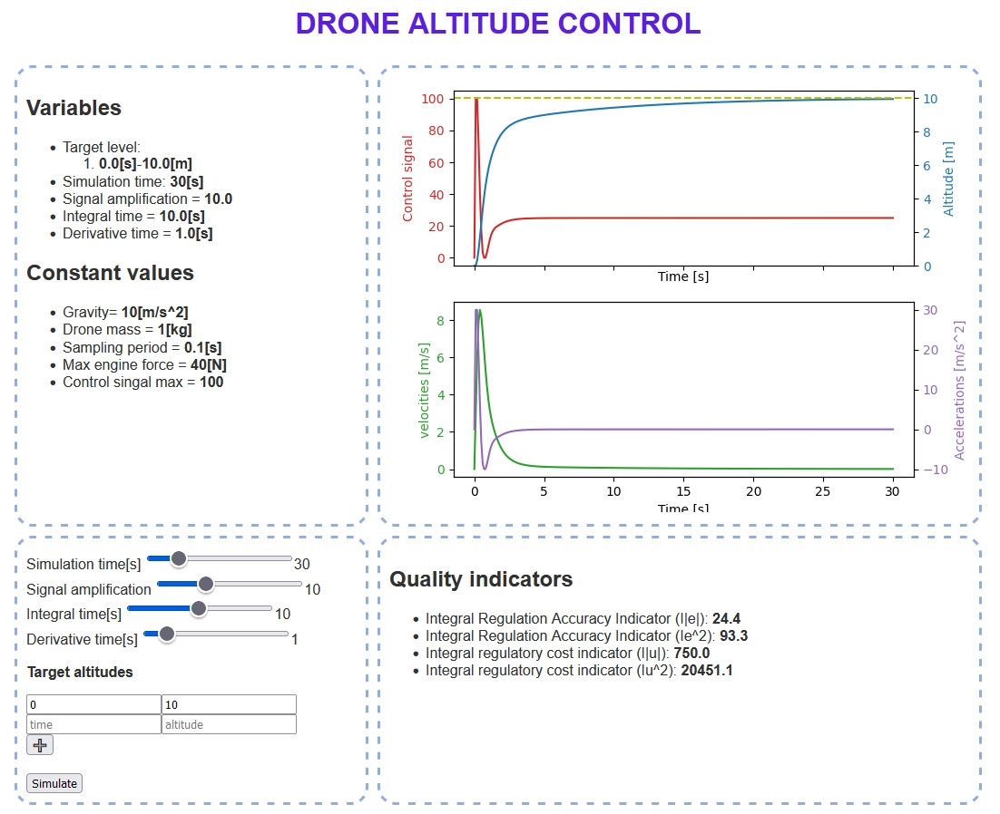 DRONE ALTITUDE CONTROL
Variables
• Target level:
1. 0.0[s]-10.0[m]
• Simulation time: 30[s]
• Signal amplification = 10.0
• Integral time = 10.0[s]
• Derivative time = 1.0[s]
Constant values
• Gravity= 10[m/s^2]
• Drone mass = 1[kg]
• Sampling period = 0.1[s]
• Max engine force = 40[N]
• Control singal max = 100
Control signal
100
80
60
40
20
0
10
8
6
4
2
0
Altitude [m]
Time [s]
velocities [m/s]
8
6
4
2
0
30
20
10
0
−10
Accelerations [m/s^2]
0 5 10 15 20 25 30
Time [s]
Simulation time[s] 30
Signal amplification 10
Integral time[s] 10
Derivative time[s] 1
Target altitudes
0 10
time altitude
Simulate
Quality indicators
• Integral Regulation Accuracy Indicator (I|e|): 24.4
• Integral Regulation Accuracy Indicator (Ie^2): 93.3
• Integral regulatory cost indicator (I|u|): 750.0
• Integral regulatory cost indicator (Iu^2): 20451.1